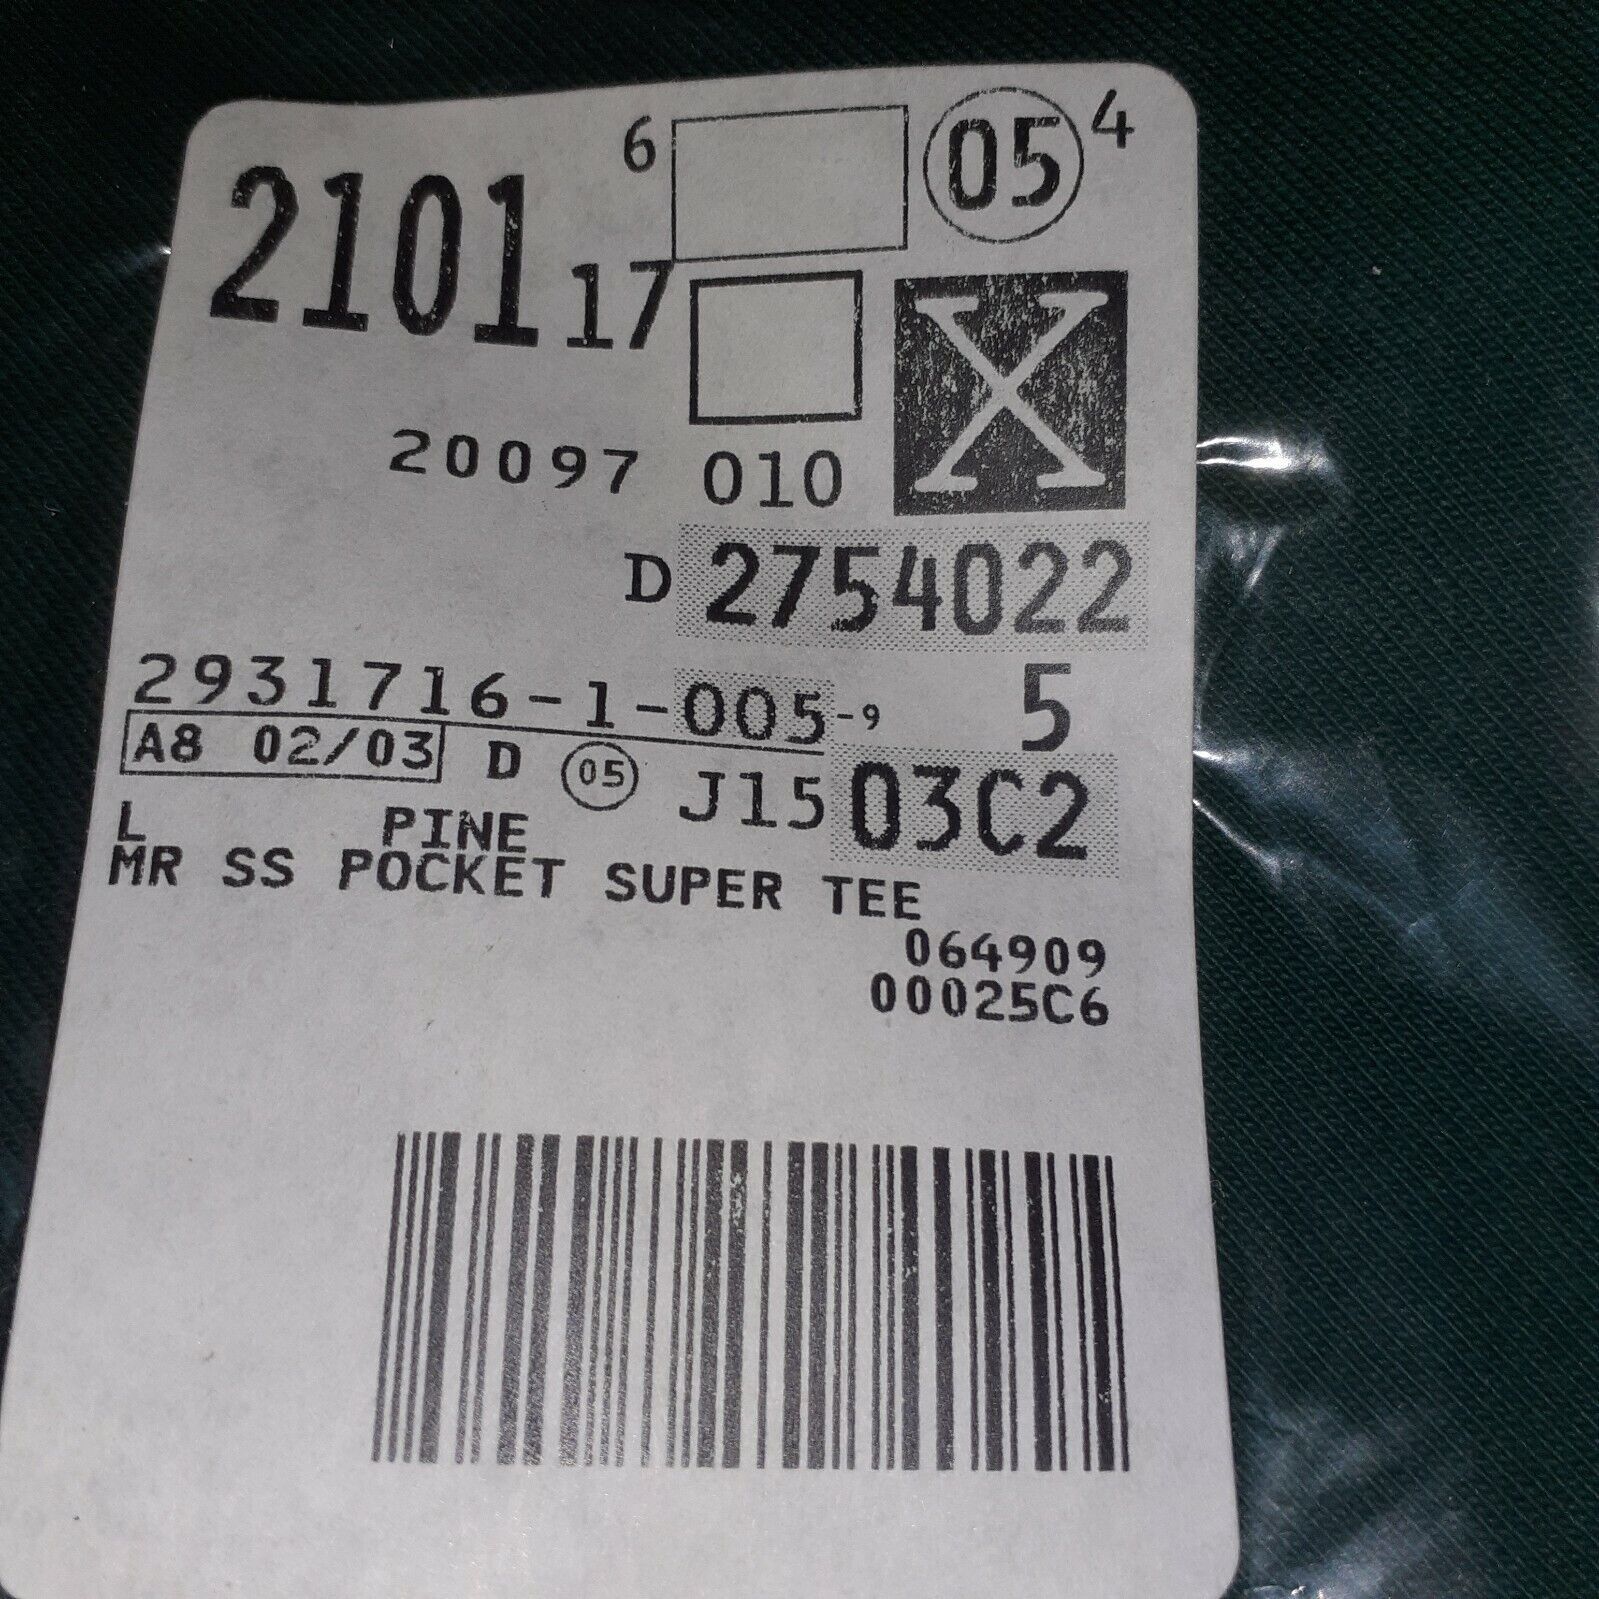 6 05 4
2101 17 X
20097 010
D 2754022
2931716-1-005-9 5
A8 02/03 D 05 J15 03C2
L PINE
MR SS POCKET SUPER TEE
064909
00025C6